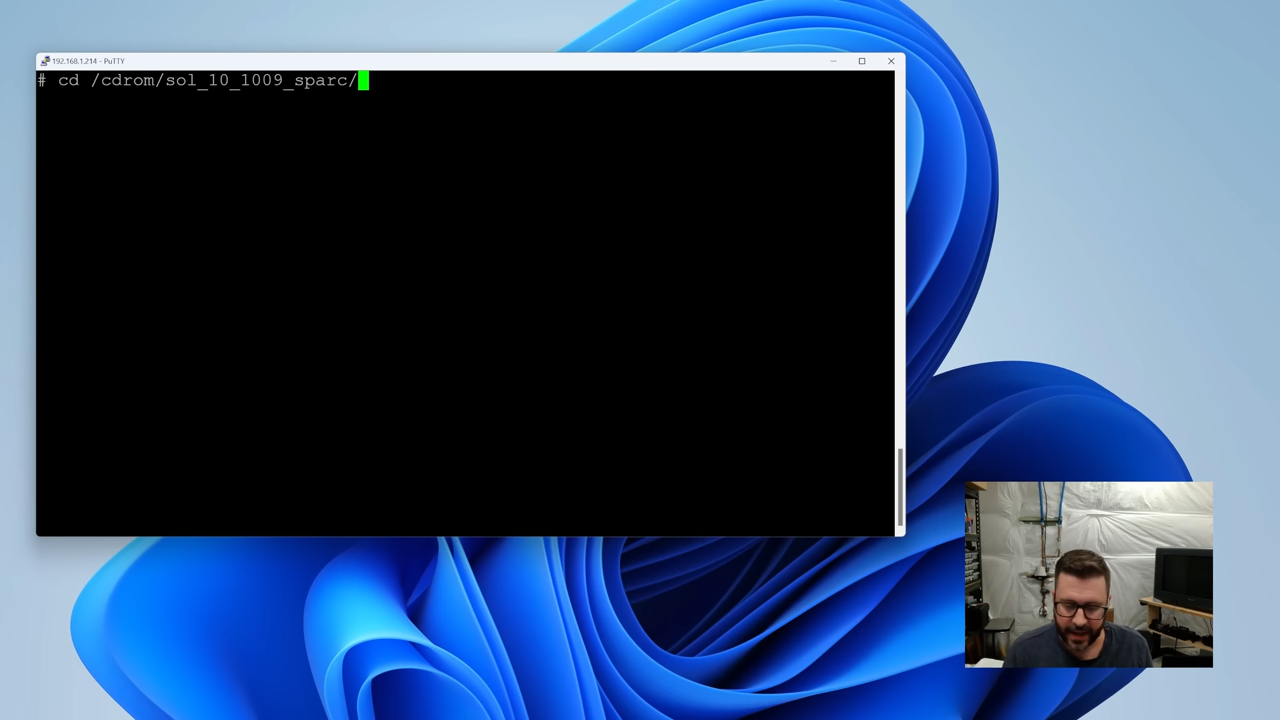 192.168.1.214 - PuTTY
# cd /cdrom/sol_10_1009_sparc/